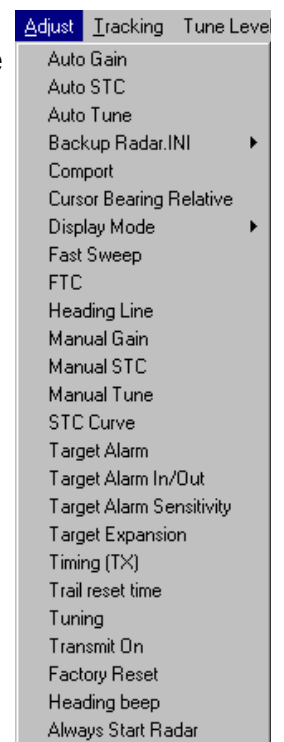 Adjust Tracking Tune Level
e
Auto Gain
Auto STC
Auto Tune
Backup Radar.INI
Comport
Cursor Bearing Relative
Display Mode
Fast Sweep
FTC
Heading Line
Manual Gain
Manual STC
Manual Tune
STC Curve
Target Alarm
Target Alarm In/Out
Target Alarm Sensitivity
Target Expansion
Timing (TX)
Trail reset time
Tuning
Transmit On
Factory Reset
Heading beep
Always Start Radar